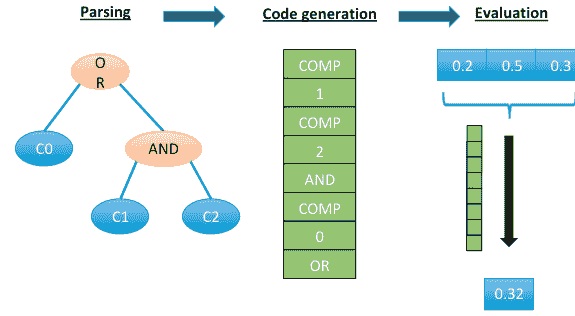 Parsing
Code generation
Evaluation
O
R
C0
AND
C1
C2
COMP
1
COMP
2
AND
COMP
0
OR
0.2 0.5 0.3
0.32